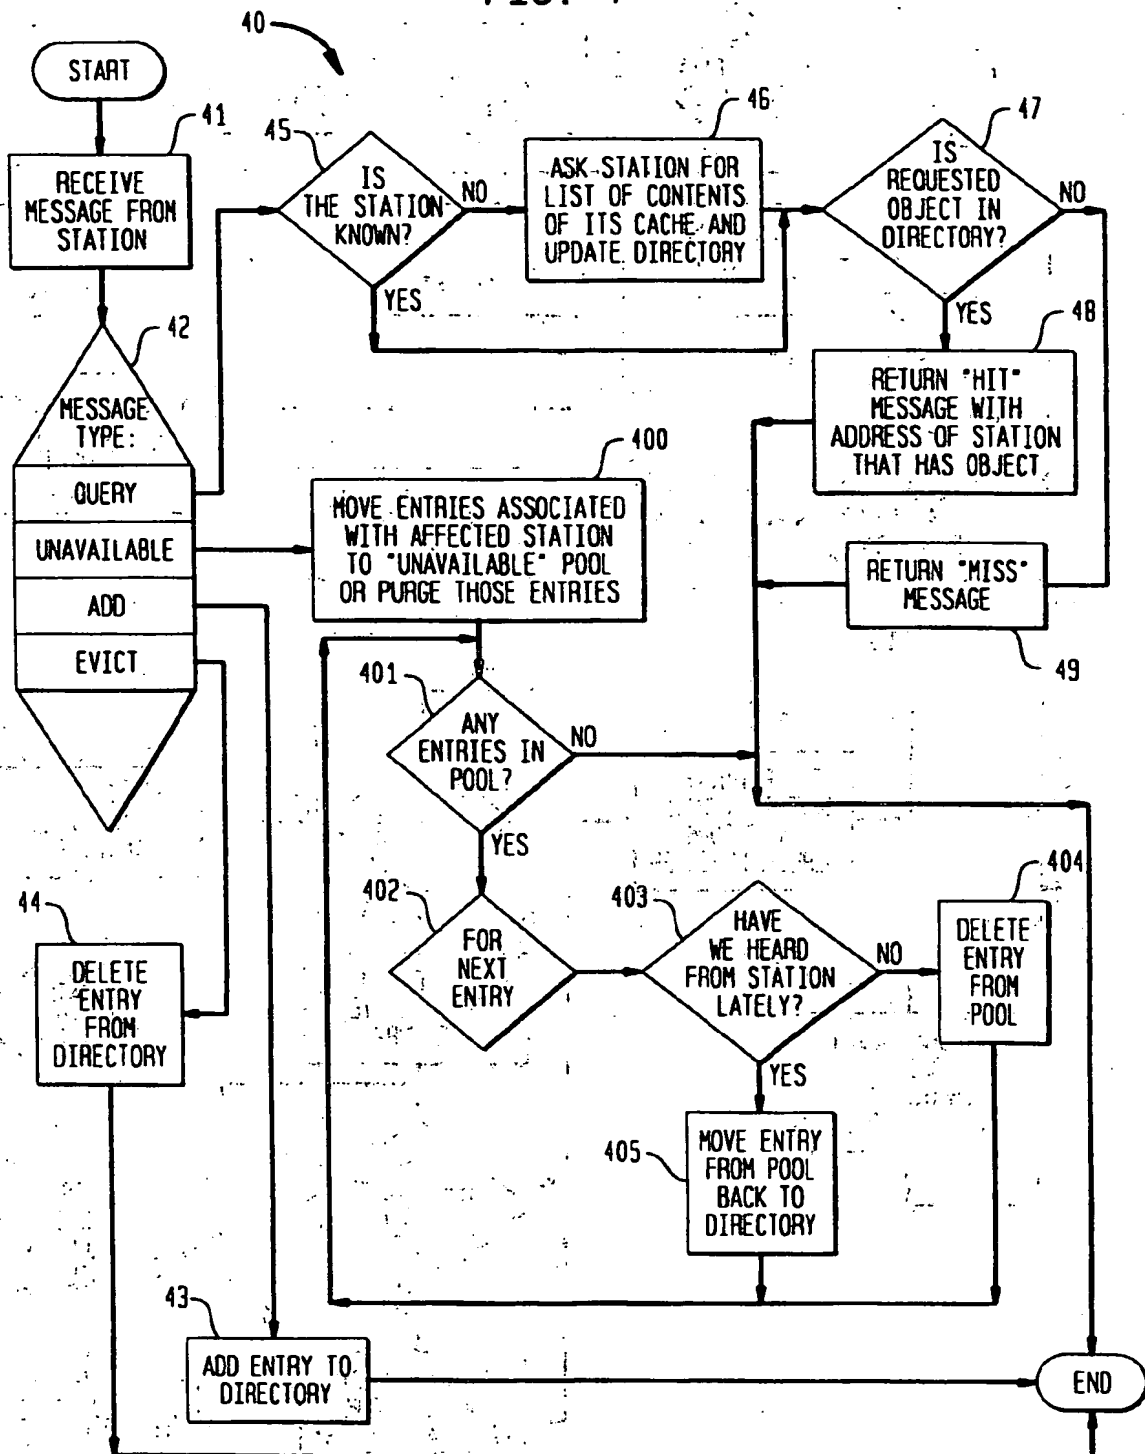 40
START
41
RECEIVE
MESSAGE FROM
STATION
42
MESSAGE
TYPE:
QUERY
UNAVAILABLE
ADD
EVICT
45
IS
THE STATION
KNOWN?
NO
YES
46
ASK STATION FOR
LIST OF CONTENTS
OF ITS CACHE AND
UPDATE DIRECTORY
47
IS
REQUESTED
OBJECT IN
DIRECTORY?
NO
YES
48
RETURN "HIT"
MESSAGE WITH
ADDRESS OF STATION
THAT HAS OBJECT
RETURN "MISS"
MESSAGE
49
400
MOVE ENTRIES ASSOCIATED
WITH AFFECTED STATION
TO "UNAVAILABLE" POOL
OR PURGE THOSE ENTRIES
401
ANY
ENTRIES IN
POOL?
NO
YES
402
FOR
NEXT
ENTRY
403
HAVE
WE HEARD
FROM STATION
LATELY?
NO
YES
404
DELETE
ENTRY
FROM
POOL
405
MOVE ENTRY
FROM POOL
BACK TO
DIRECTORY
44
DELETE
ENTRY
FROM
DIRECTORY
43
ADD ENTRY TO
DIRECTORY
END